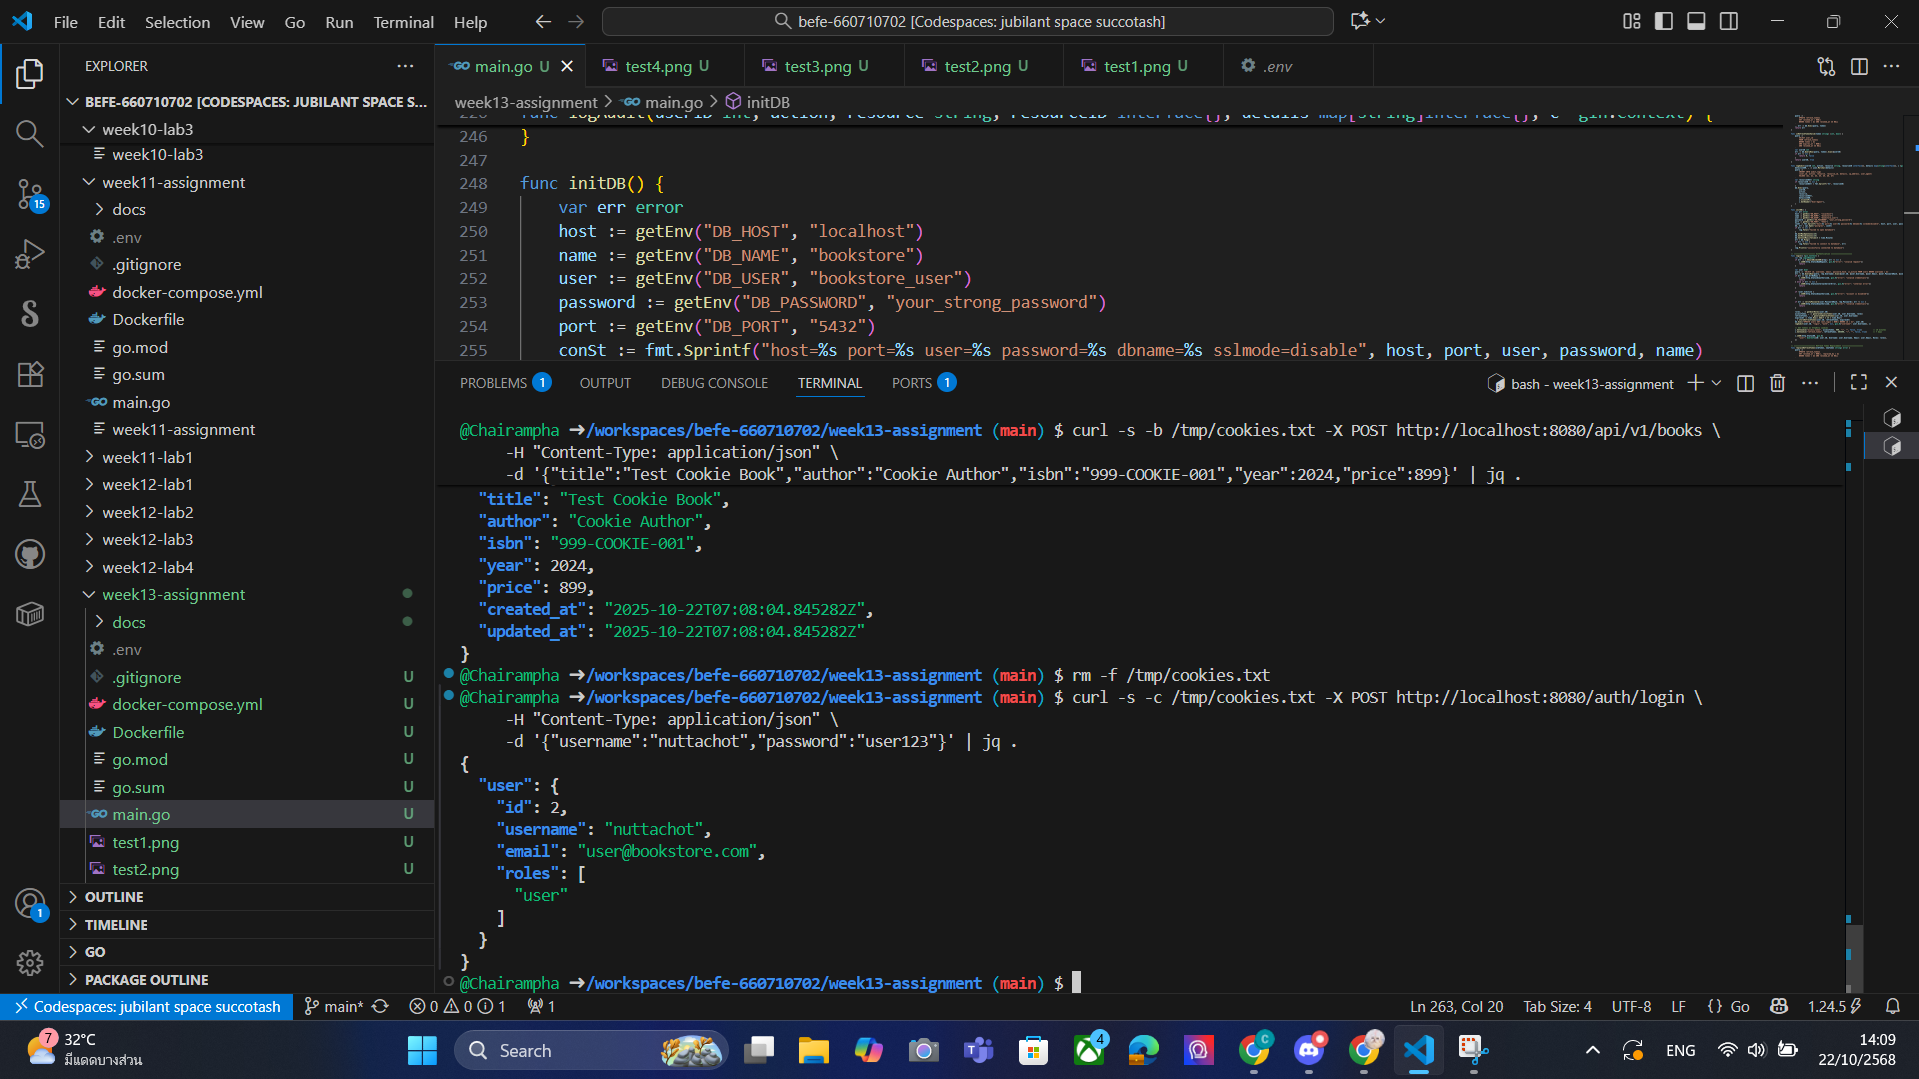 File Edit Selection View Go Run Terminal Help
befe-660710702 [Codespaces: jubilant space succotash]
EXPLORER
BEFE-660710702 [CODESPACES: JUBILANT SPACE S...
week10-lab3
week10-lab3
week11-assignment
docs
.env
.gitignore
docker-compose.yml
Dockerfile
go.mod
go.sum
main.go
week11-assignment
week11-lab1
week12-lab1
week12-lab2
week12-lab3
week12-lab4
week13-assignment
docs
.env
.gitignore U
docker-compose.yml U
Dockerfile U
go.mod U
go.sum U
main.go U
test1.png U
test2.png U
OUTLINE
TIMELINE
GO
PACKAGE OUTLINE
15
1
main.go U
test4.png U
test3.png U
test2.png U
test1.png U
.env
week13-assignment > main.go > initDB
246 }
247
248 func initDB() {
249 var err error
250 host := getEnv("DB_HOST", "localhost")
251 name := getEnv("DB_NAME", "bookstore")
252 user := getEnv("DB_USER", "bookstore_user")
253 password := getEnv("DB_PASSWORD", "your_strong_password")
254 port := getEnv("DB_PORT", "5432")
255 conSt := fmt.Sprintf("host=%s port=%s user=%s password=%s dbname=%s sslmode=disable", host, port, user, password, name)
PROBLEMS 1 OUTPUT DEBUG CONSOLE TERMINAL PORTS 1
bash - week13-assignment
@Chairampha ➜/workspaces/befe-660710702/week13-assignment (main) $ curl -s -b /tmp/cookies.txt -X POST http://localhost:8080/api/v1/books \
-H "Content-Type: application/json" \
-d '{"title":"Test Cookie Book","author":"Cookie Author","isbn":"999-COOKIE-001","year":2024,"price":899}' | jq .
"title": "Test Cookie Book",
"author": "Cookie Author",
"isbn": "999-COOKIE-001",
"year": 2024,
"price": 899,
"created_at": "2025-10-22T07:08:04.845282Z",
"updated_at": "2025-10-22T07:08:04.845282Z"
}
@Chairampha ➜/workspaces/befe-660710702/week13-assignment (main) $ rm -f /tmp/cookies.txt
@Chairampha ➜/workspaces/befe-660710702/week13-assignment (main) $ curl -s -c /tmp/cookies.txt -X POST http://localhost:8080/auth/login \
-H "Content-Type: application/json" \
-d '{"username":"nuttachot","password":"user123"}' | jq .
{
"user": {
"id": 2,
"username": "nuttachot",
"email": "user@bookstore.com",
"roles": [
"user"
]
}
}
@Chairampha ➜/workspaces/befe-660710702/week13-assignment (main) $
Codespaces: jubilant space succotash main* 0 0 1 1
Ln 263, Col 20 Tab Size: 4 UTF-8 LF {} Go 1.24.5
7
32°C
มีแดดบางส่วน
Search
4
C
ENG
14:09
22/10/2568